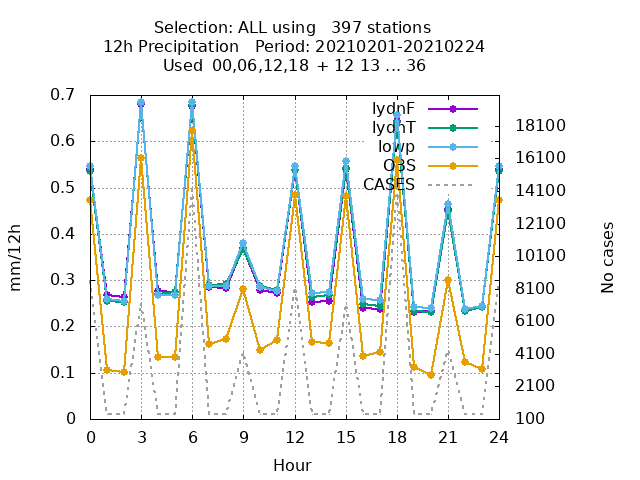 Selection: ALL using   397 stations
12h Precipitation   Period: 20210201-20210224
Used  00,06,12,18  + 12 13 ... 36
0.7
0.6
0.5
0.4
0.3
0.2
0.1
0
mm/12h
lydnF
lydnT
lowp
OBS
CASES
18100
16100
14100
12100
10100
8100
6100
4100
2100
100
No cases
0 3 6 9 12 15 18 21 24
Hour